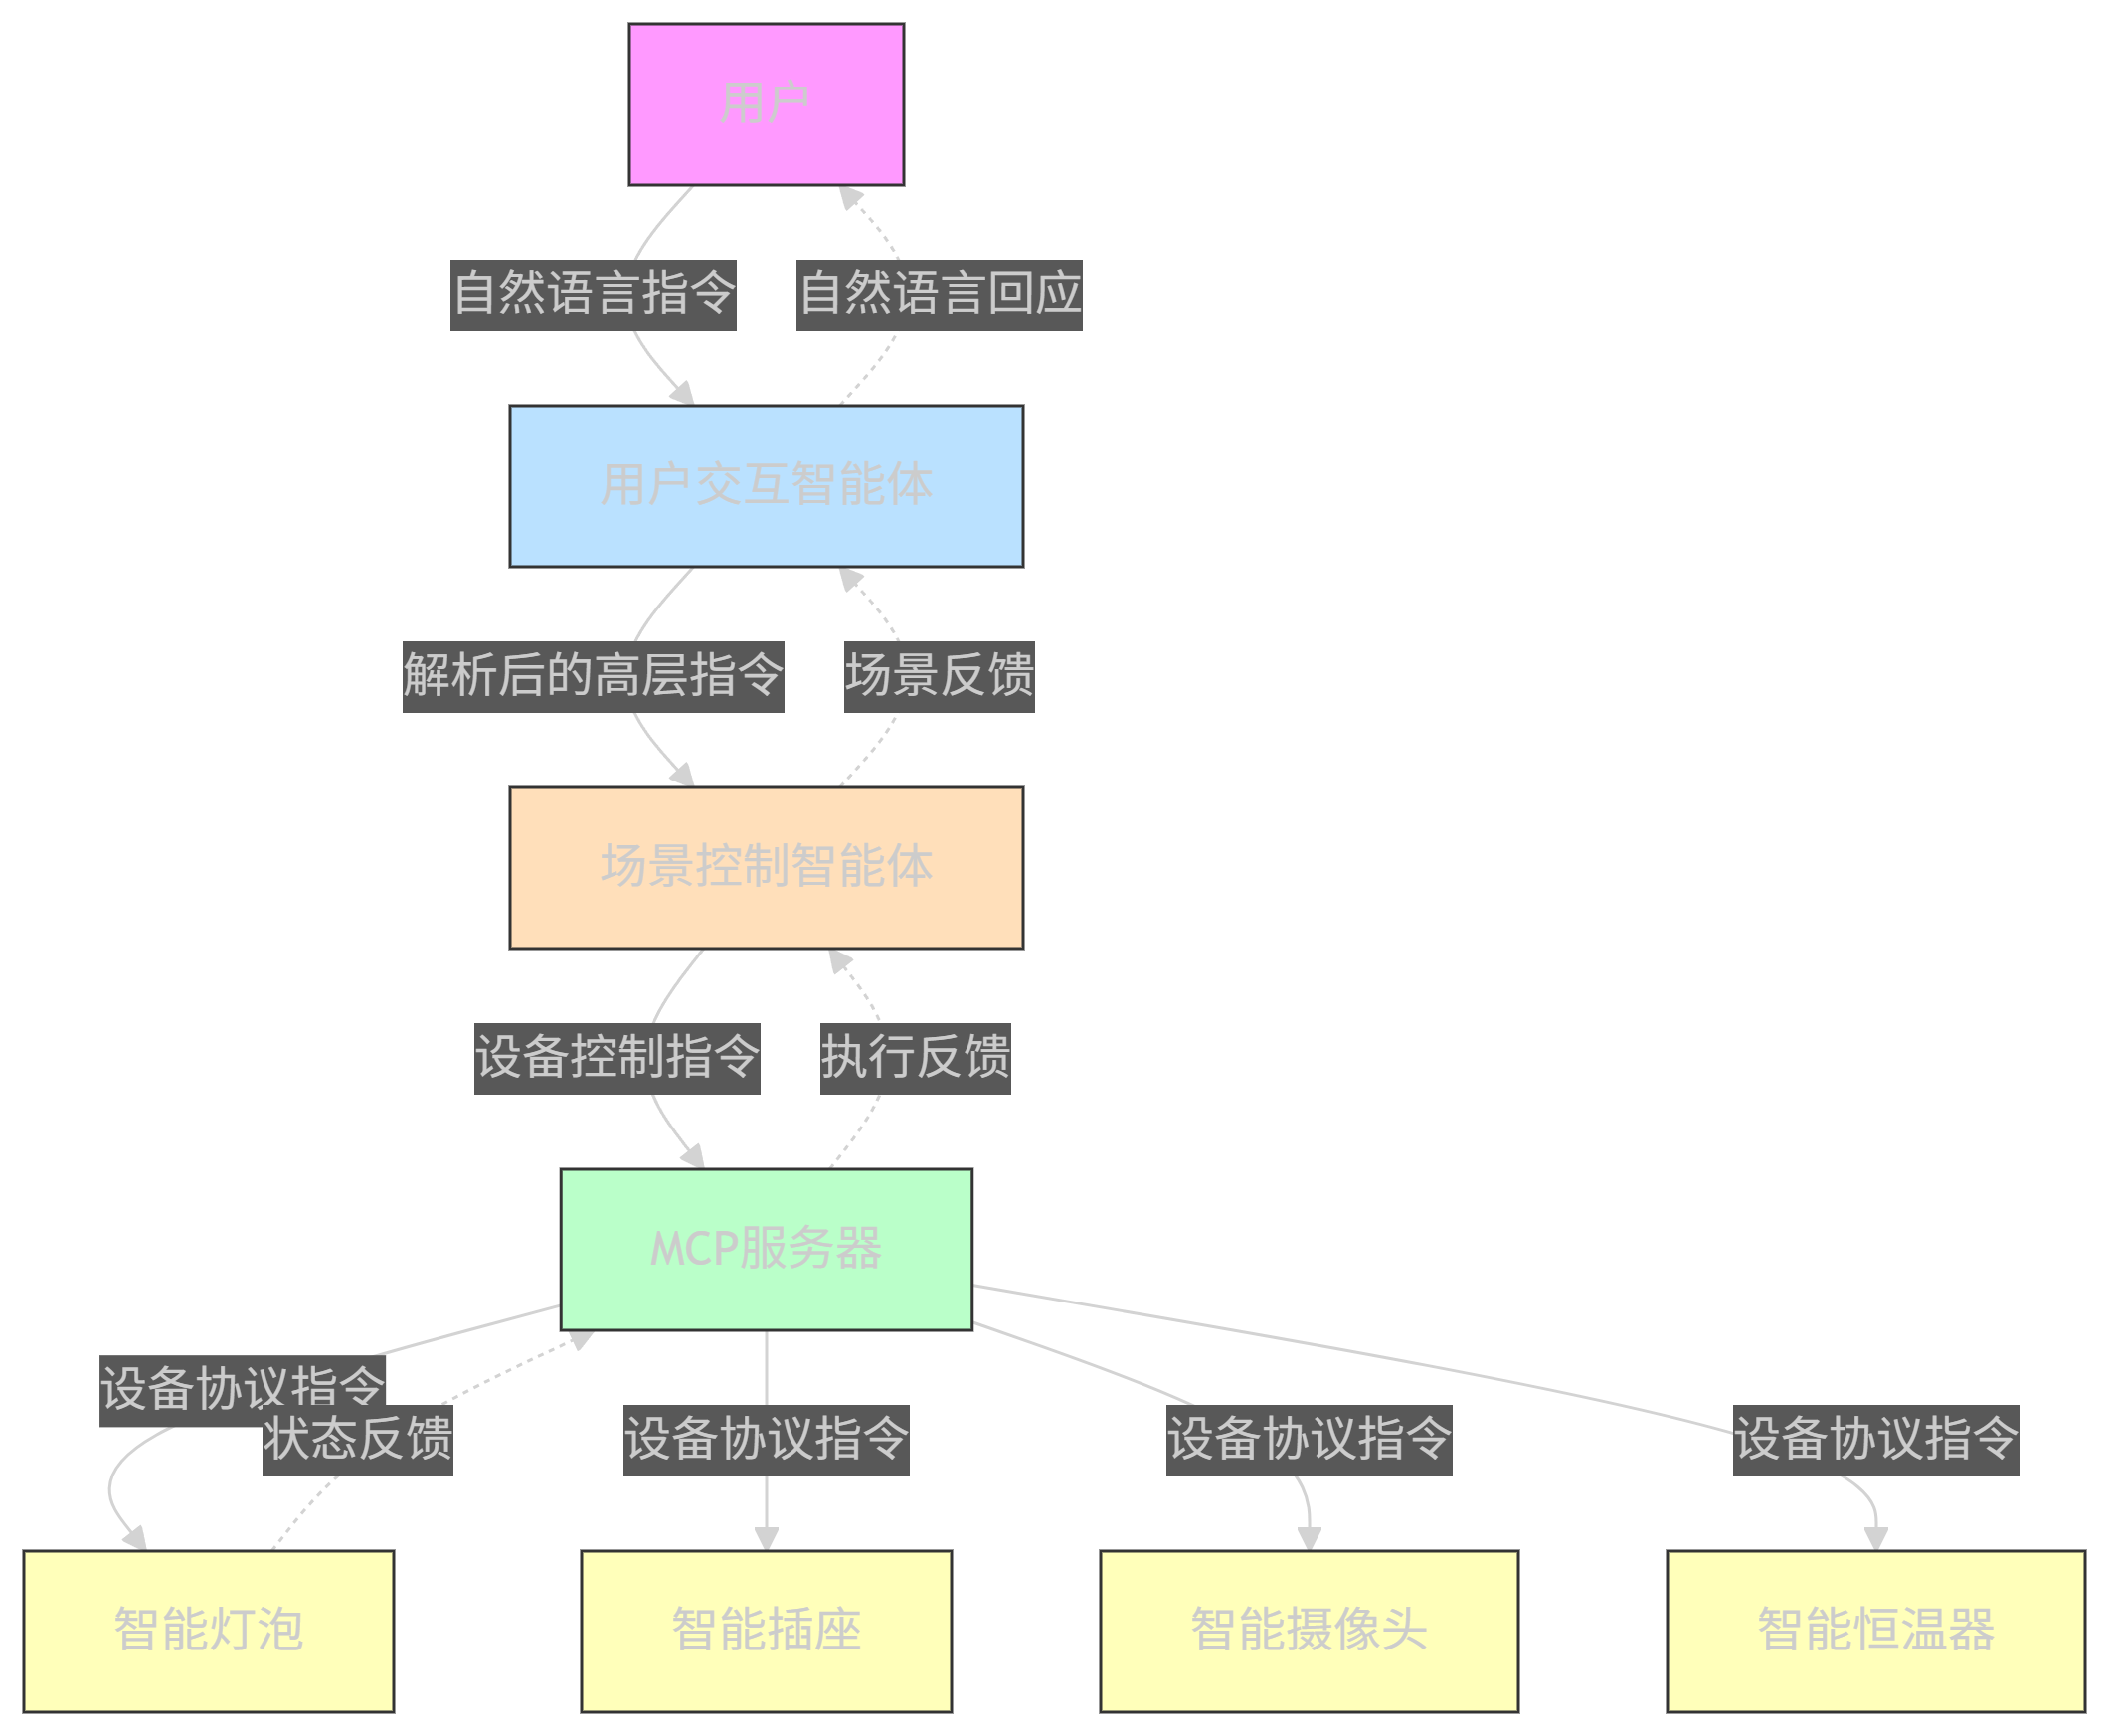 用户
自然语言指令
自然语言回应
用户交互智能体
解析后的高层指令
场景反馈
场景控制智能体
设备控制指令
执行反馈
MCP服务器
设备协议指令
状态反馈
设备协议指令
设备协议指令
设备协议指令
智能灯泡
智能插座
智能摄像头
智能恒温器